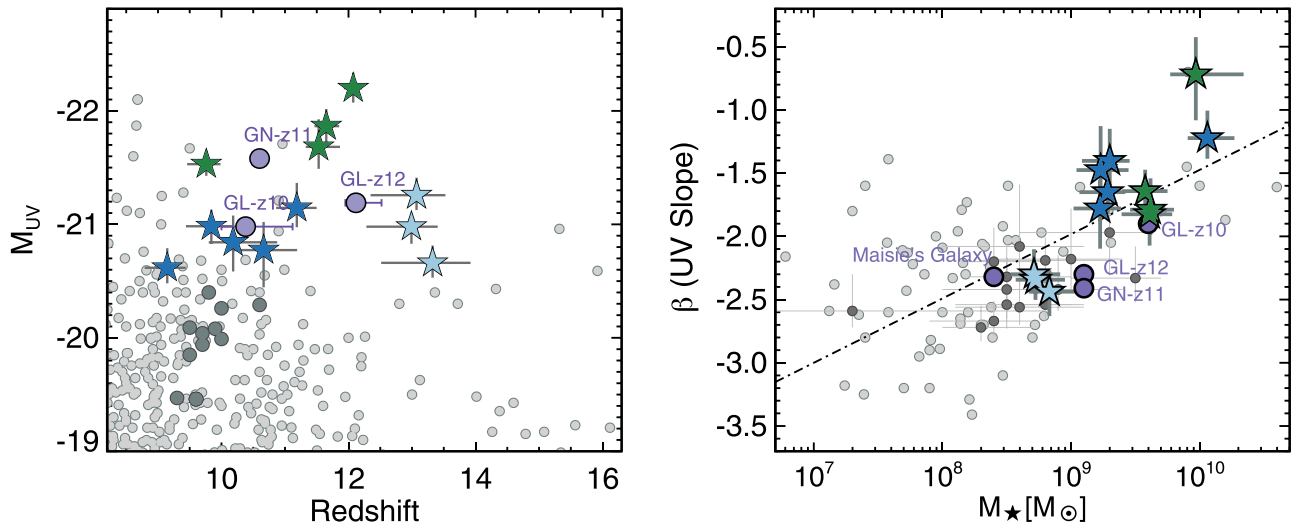 -22
-21
-20
-19
M_UV
10
12
14
16
Redshift
GN-z11
GL-z12
GL-z10
-0.5
-1.0
-1.5
-2.0
-2.5
-3.0
-3.5
β (UV Slope)
10^7
10^8
10^9
10^10
M★[M⊙]
GL-z10
Maisie's Galaxy
GL-z12
GN-z11